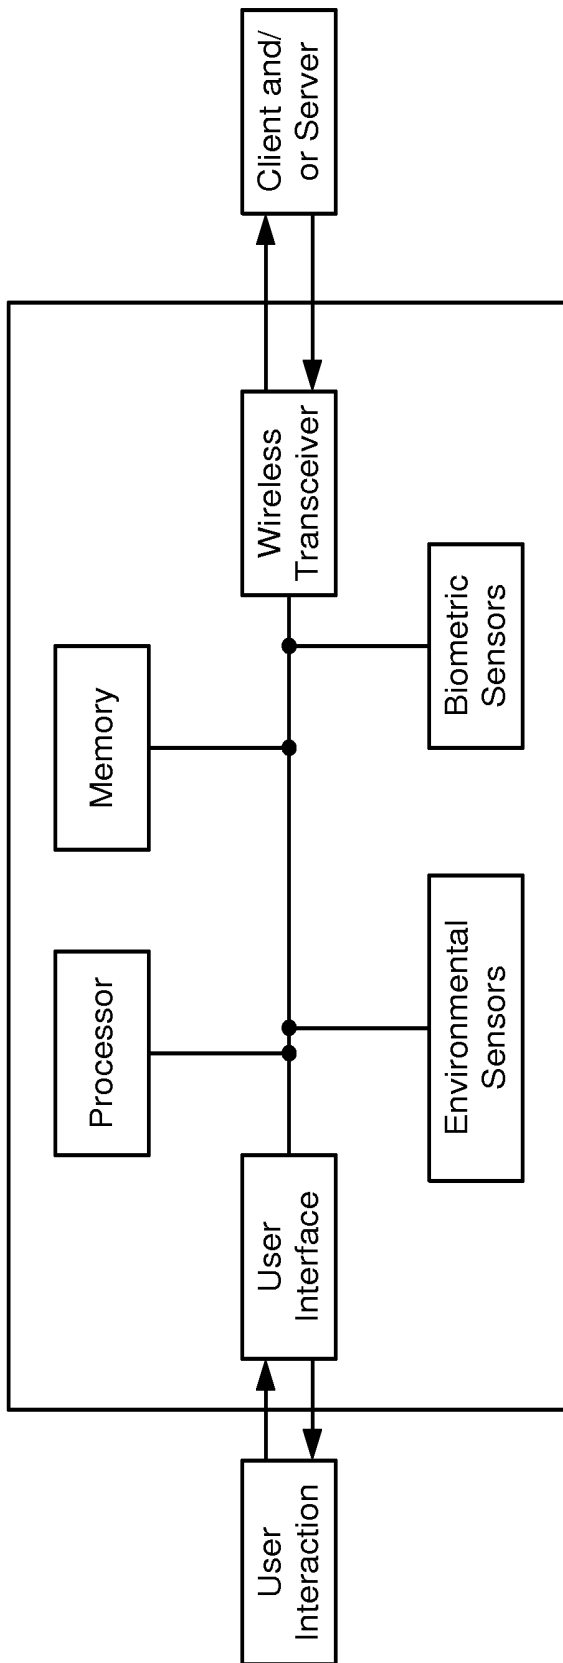 Processor
Memory
User
Interaction
User
Interface
Wireless
Transceiver
Client and/
or Server
Environmental
Sensors
Biometric
Sensors